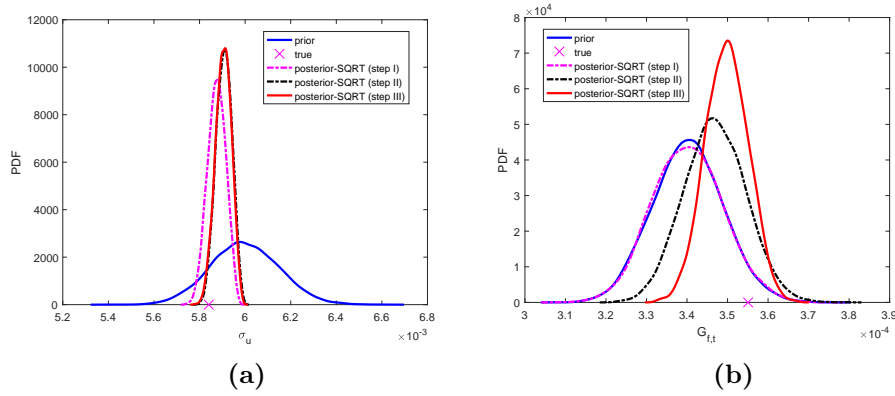 12000
10000
8000
6000
4000
2000
0
PDF
prior
true
posterior-SQRT (step I)
posterior-SQRT (step II)
posterior-SQRT (step III)
5.2 5.4 5.6 5.8 6 6.2 6.4 6.6 6.8
σu ×10-3
(a)
8 ×104
7
6
5
4
3
2
1
0
PDF
prior
true
posterior-SQRT (step I)
posterior-SQRT (step II)
posterior-SQRT (step III)
3 3.1 3.2 3.3 3.4 3.5 3.6 3.7 3.8 3.9
Gf,t ×10-4
(b)